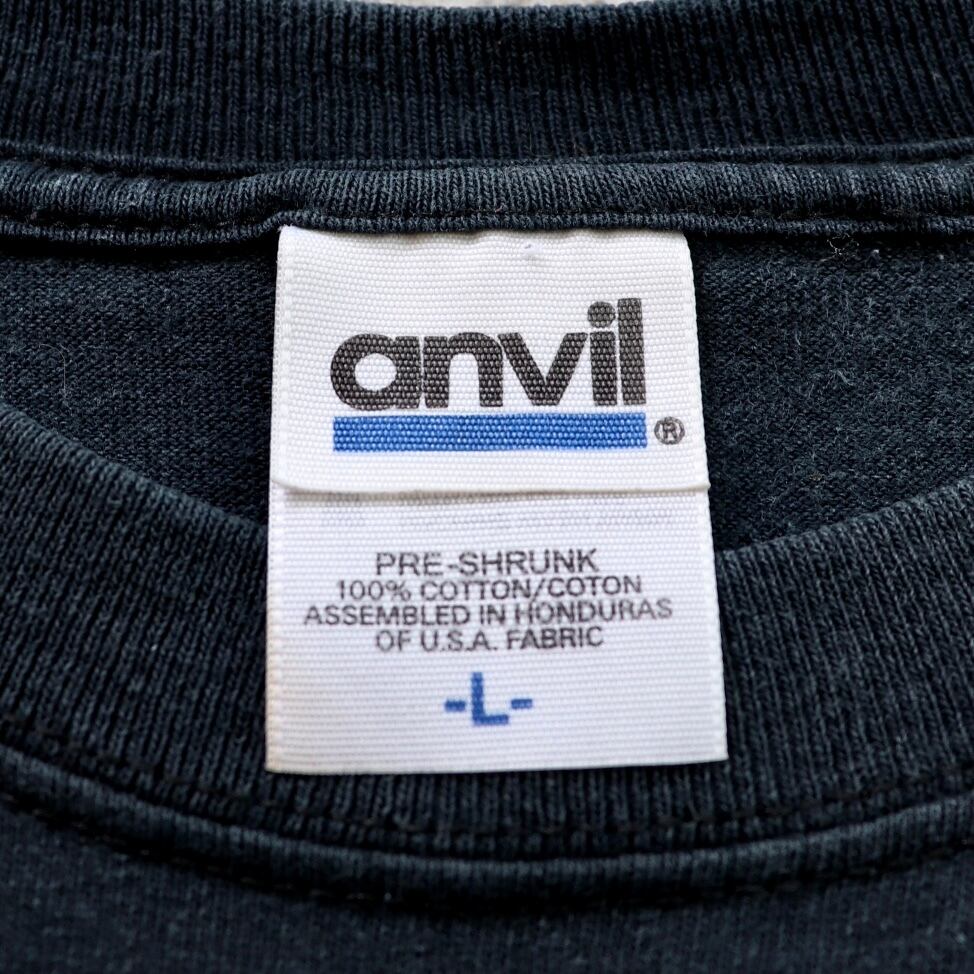 anvil
®
PRE-SHRUNK
100% COTTON/COTON
ASSEMBLED IN HONDURAS
OF U.S.A. FABRIC
-L-